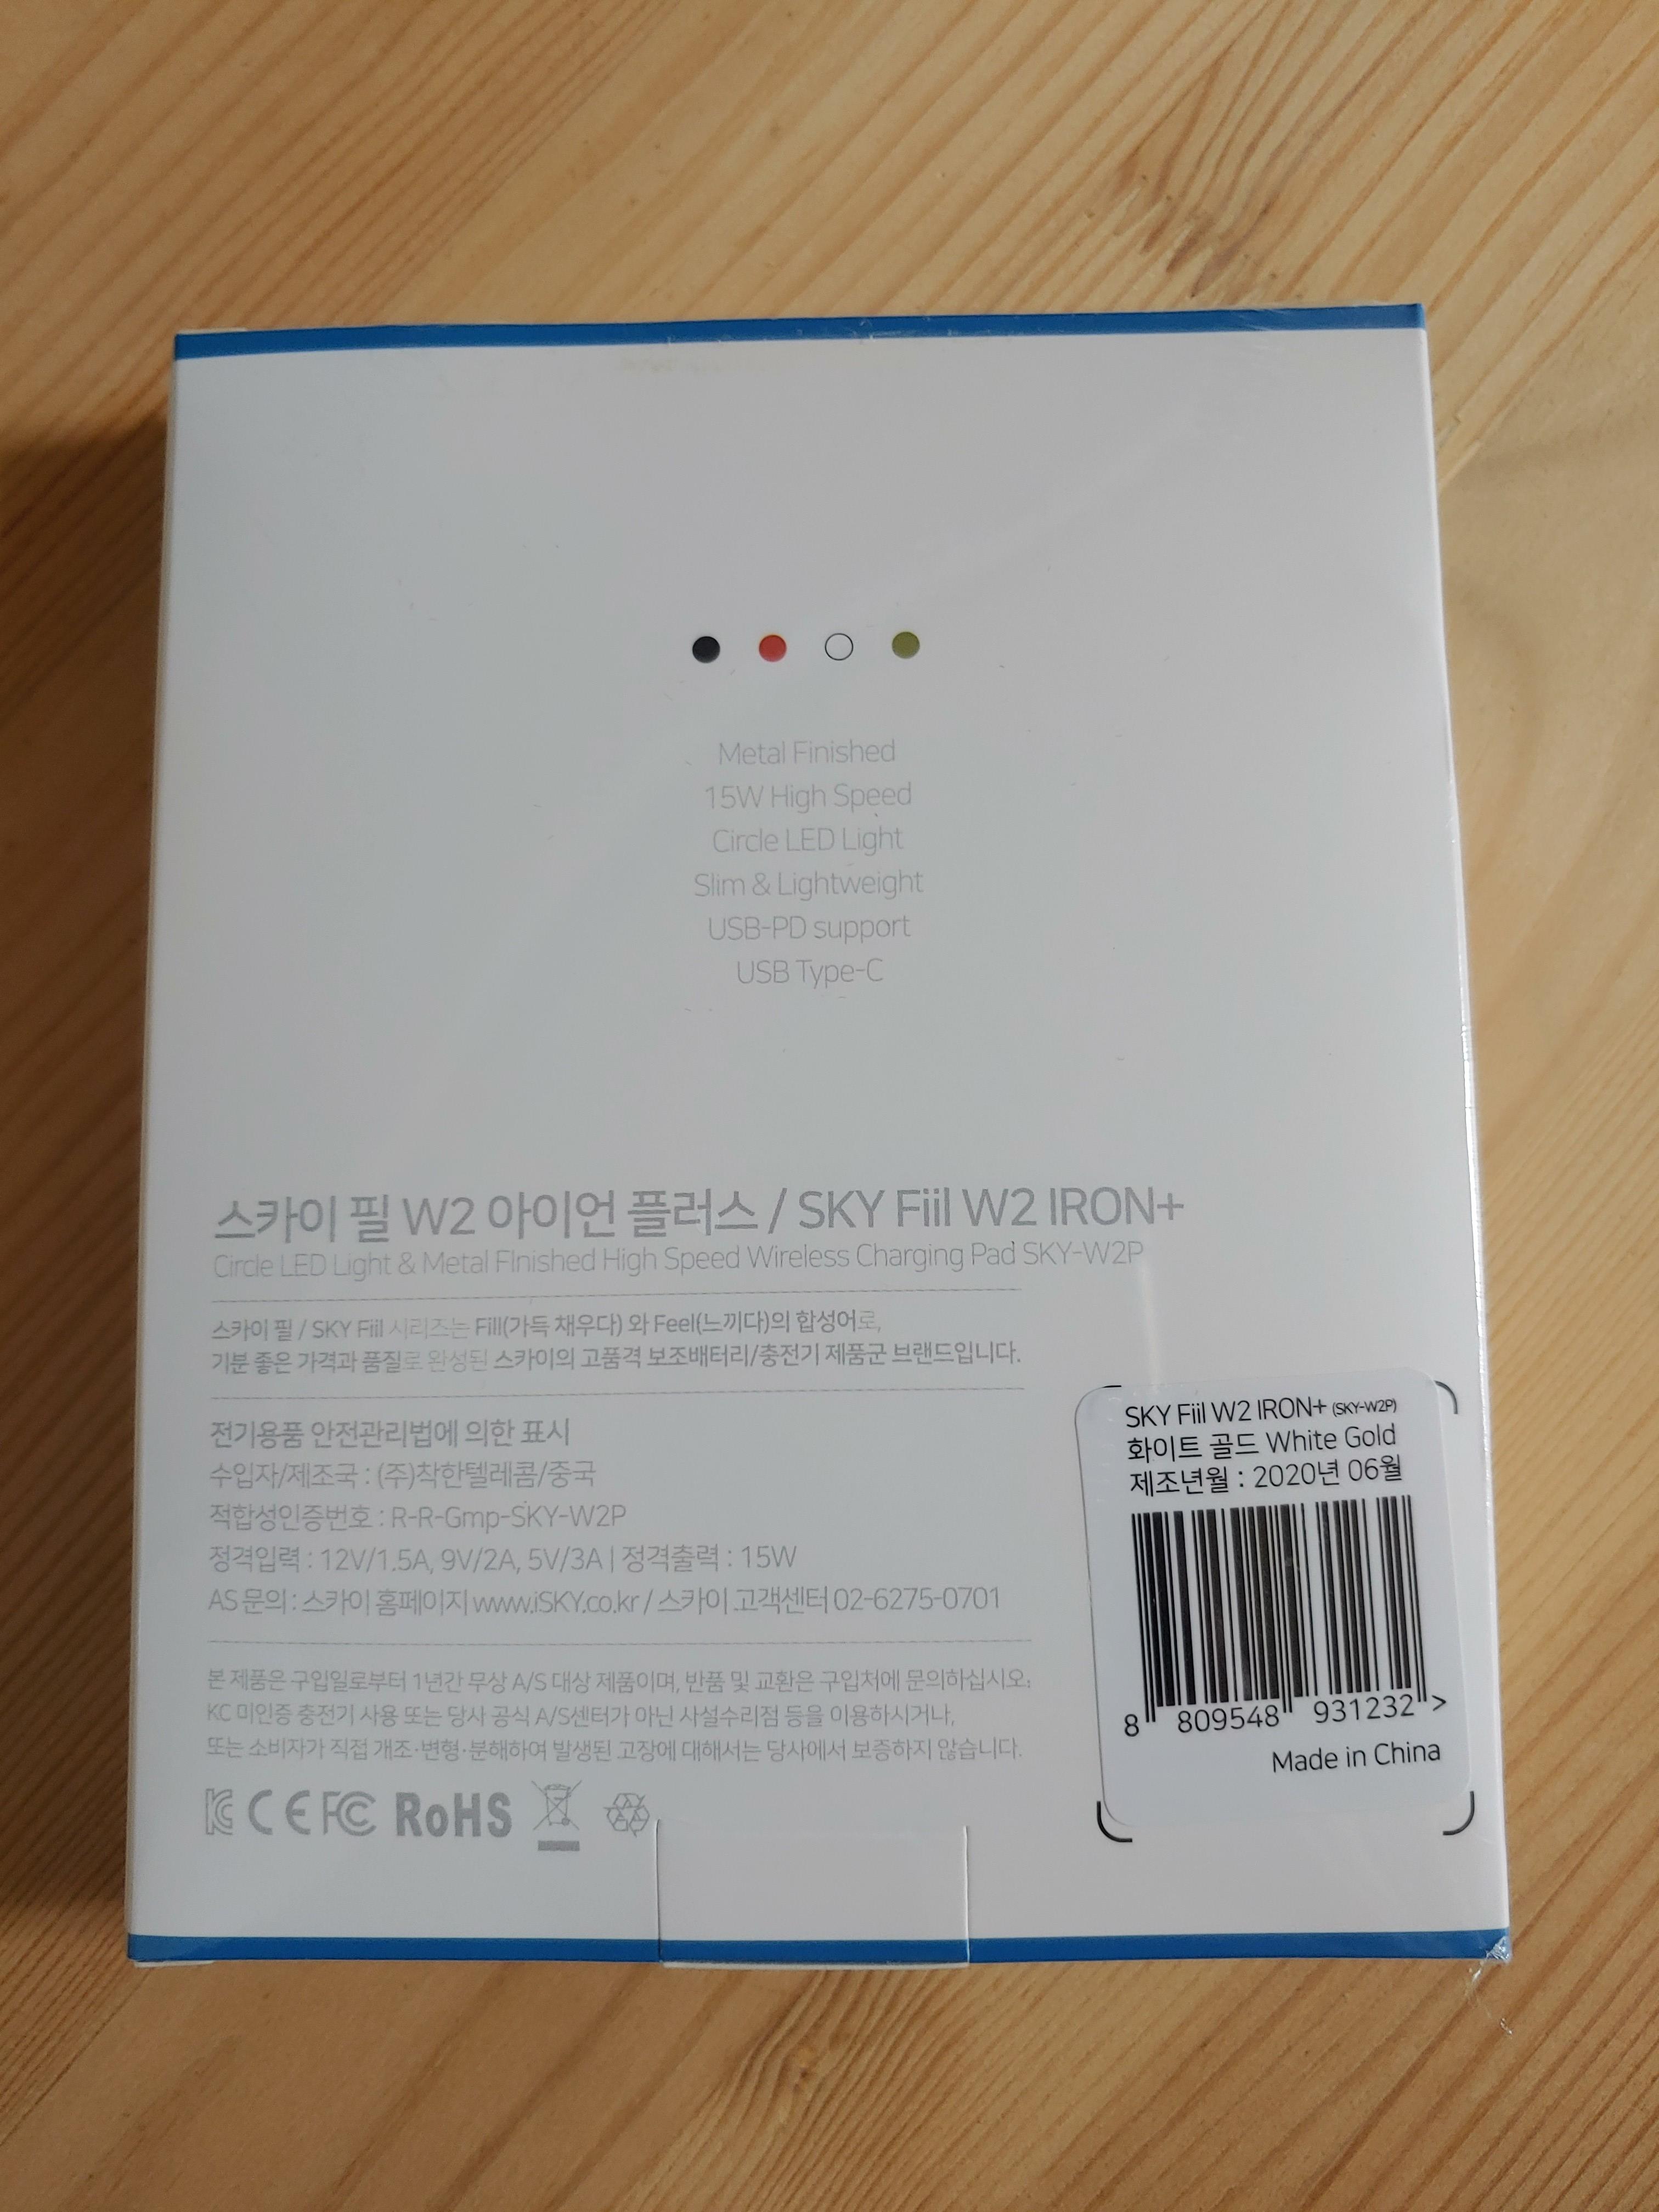 Metal Finished
15W High Speed
Circle LED Light
Slim & Lightweight
USB-PD support
USB Type-C
스카이 필 W2 아이언 플러스 / SKY Fiil W2 IRON+
Circle LED Light & Metal FInished High Speed Wireless Charging Pad SKY-W2P
스카이 필 / SKY Fiil 시리즈는 Fill(가득 채우다) 와 Feel(느끼다)의 합성어로,
기분 좋은 가격과 품질로 완성된 스카이의 고품격 보조배터리/충전기 제품군 브랜드입니다.
전기용품 안전관리법에 의한 표시
수입자/제조국 : (주)착한텔레콤/중국
적합성인증번호 : R-R-Gmp-SKY-W2P
정격입력 : 12V/1.5A, 9V/2A, 5V/3A | 정격출력 : 15W
AS 문의 : 스카이 홈페이지 www.iSKY.co.kr / 스카이 고객센터 02-6275-0701
본 제품은 구입일로부터 1년간 무상 A/S 대상 제품이며, 반품 및 교환은 구입처에 문의하십시오.
KC 미인증 충전기 사용 또는 당사 공식 A/S센터가 아닌 사설수리점 등을 이용하시거나,
또는 소비자가 직접 개조·변형·분해하여 발생된 고장에 대해서는 당사에서 보증하지 않습니다.
KC CE FC RoHS
SKY Fiil W2 IRON+ (SKY-W2P)
화이트 골드 White Gold
제조년월 : 2020년 06월
8 809548 931232 >
Made in China